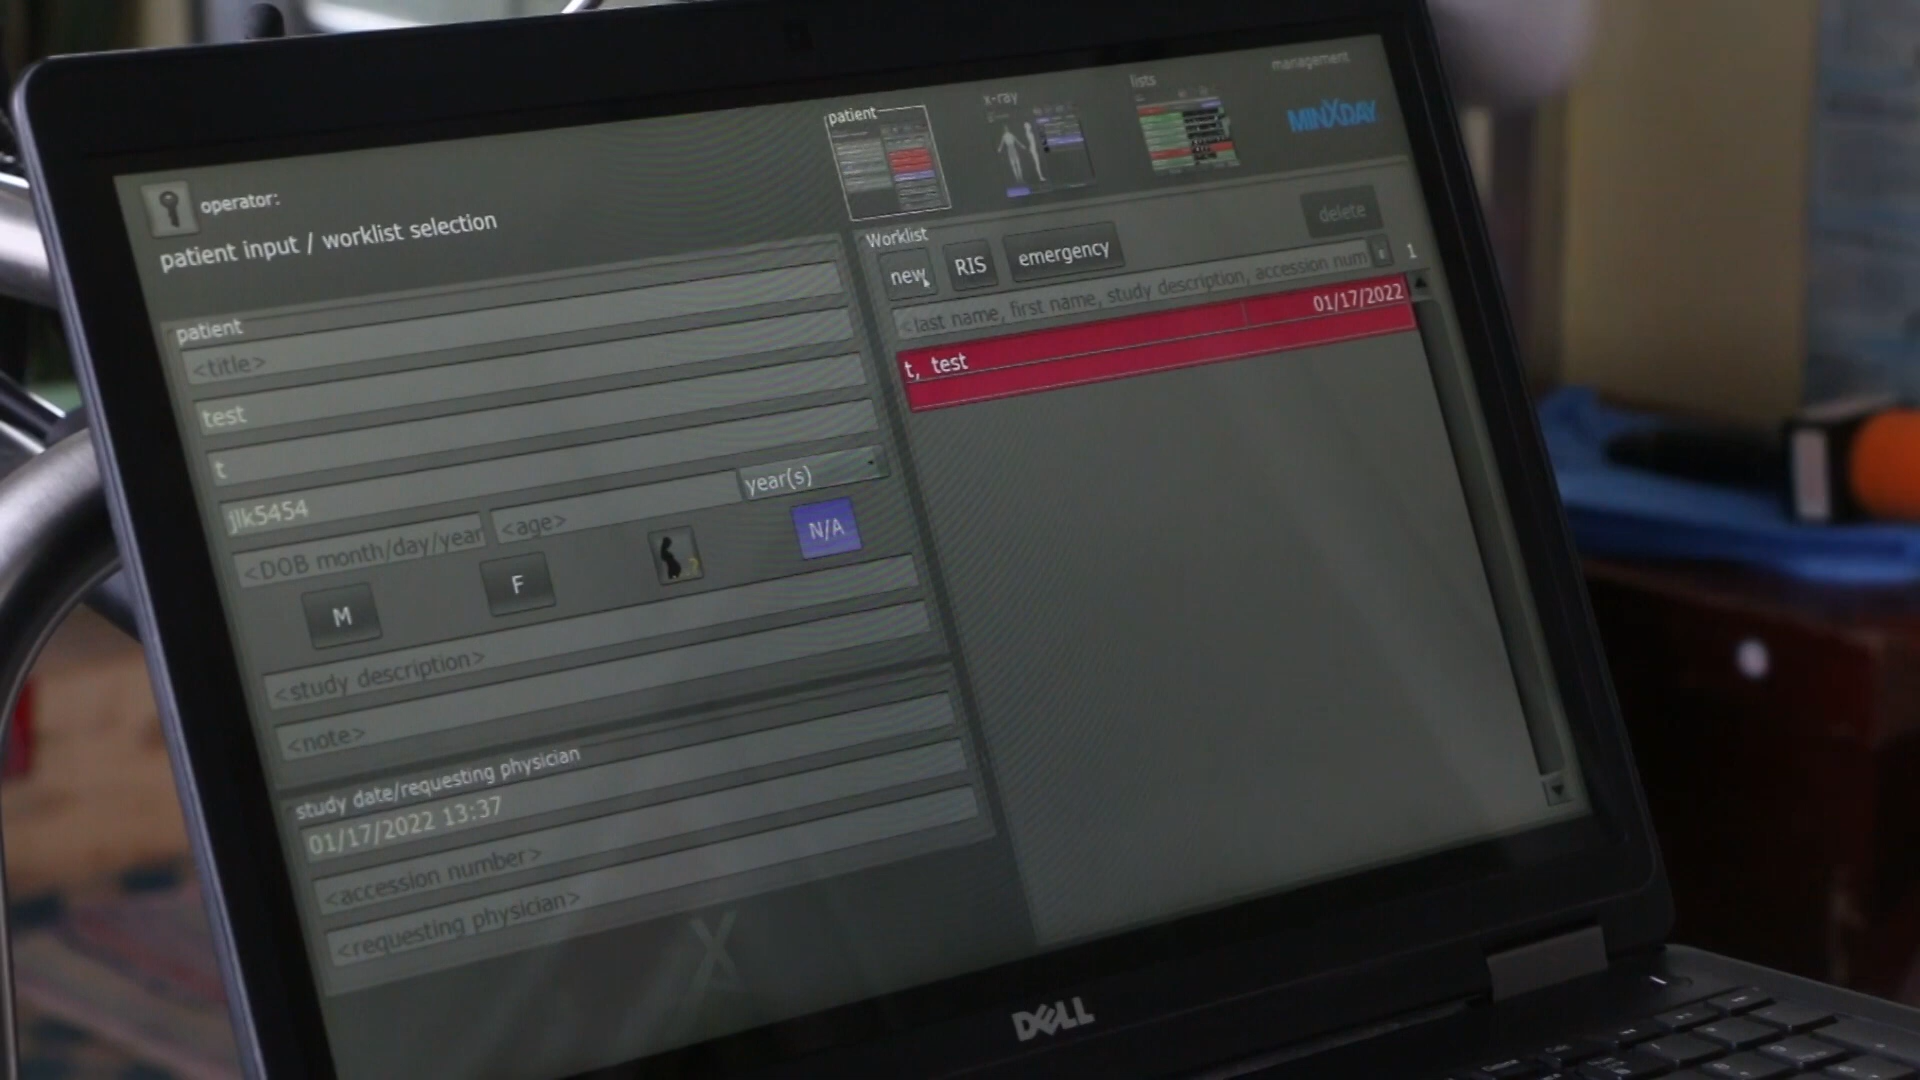 patient
x-ray
lists
management
MINXRAY
operator:
patient input / worklist selection
patient
<title>
test
t
jlk5454
year(s)
<DOB month/day/year
<age>
M
F
?
N/A
<study description>
<note>
study date/requesting physician
01/17/2022 13:37
<accession number>
<requesting physician>
Worklist
new
RIS
emergency
delete
<last name, first name, study description, accession num
1
01/17/2022
t, test
X
DELL